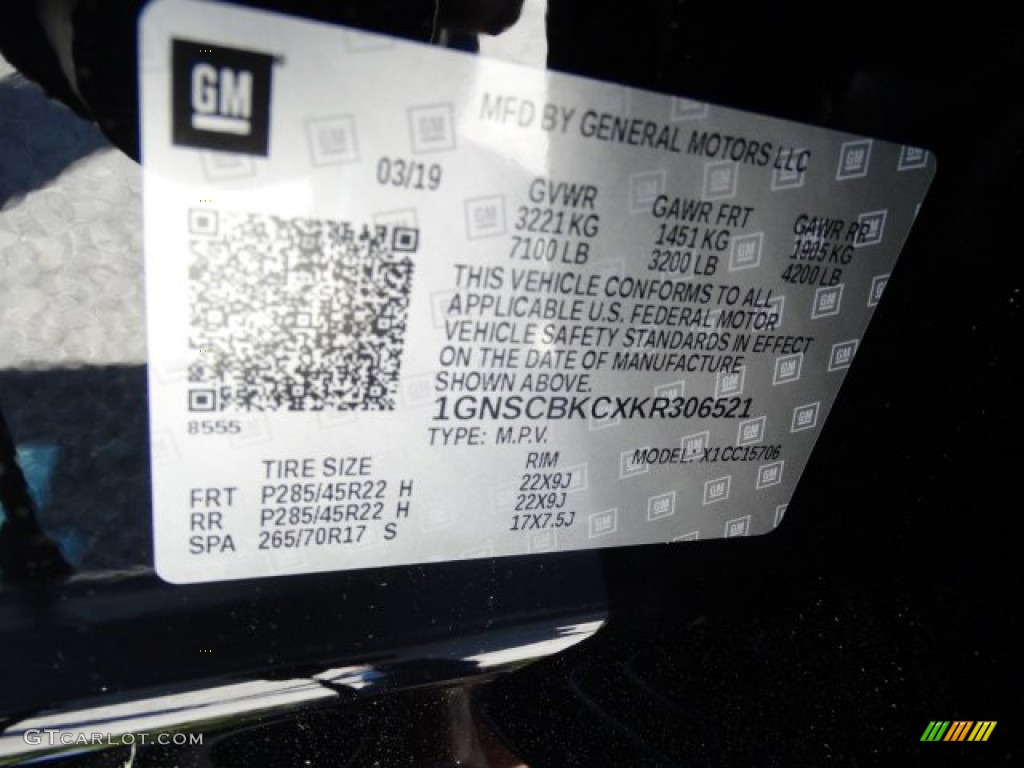 GM
MFD BY GENERAL MOTORS LLC
03/19
GVWR GAWR FRT GAWR RR
3221 KG 1451 KG 1905 KG
7100 LB 3200 LB 4200 LB
THIS VEHICLE CONFORMS TO ALL
APPLICABLE U.S. FEDERAL MOTOR
VEHICLE SAFETY STANDARDS IN EFFECT
ON THE DATE OF MANUFACTURE
SHOWN ABOVE.
1GNSCBKCXKR306521
8555
TYPE: M.P.V. MODEL: X1CC15706
TIRE SIZE RIM
FRT P285/45R22 H 22X9J
RR P285/45R22 H 22X9J
SPA 265/70R17 S 17X7.5J
GTCARLOT.COM